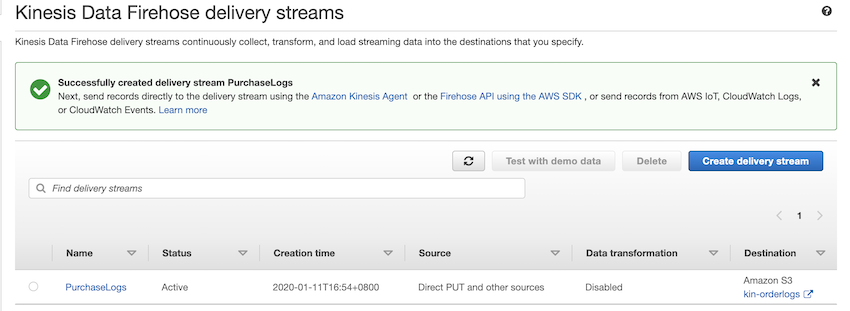 Kinesis Data Firehose delivery streams
Kinesis Data Firehose delivery streams continuously collect, transform, and load streaming data into the destinations that you specify.
Successfully created delivery stream PurchaseLogs
Next, send records directly to the delivery stream using the Amazon Kinesis Agent or the Firehose API using the AWS SDK , or send records from AWS IoT, CloudWatch Logs,
or CloudWatch Events. Learn more
Test with demo data Delete Create delivery stream
Find delivery streams
1
Name Status Creation time Source Data transformation Destination
PurchaseLogs Active 2020-01-11T16:54+0800 Direct PUT and other sources Disabled Amazon S3
kin-orderlogs